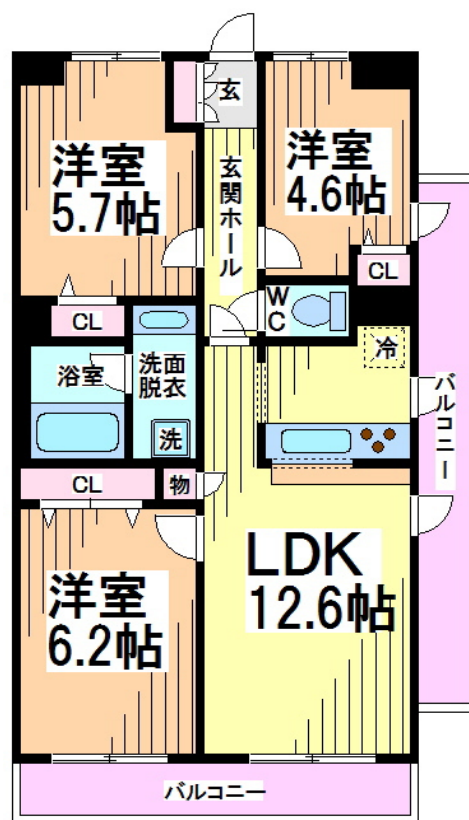 玄
洋室
5.7帖
玄関ホール
洋室
4.6帖
CL
WC
CL
冷
浴室
洗面
脱衣
洗
バルコニー
CL
物
洋室
6.2帖
LDK
12.6帖
バルコニー